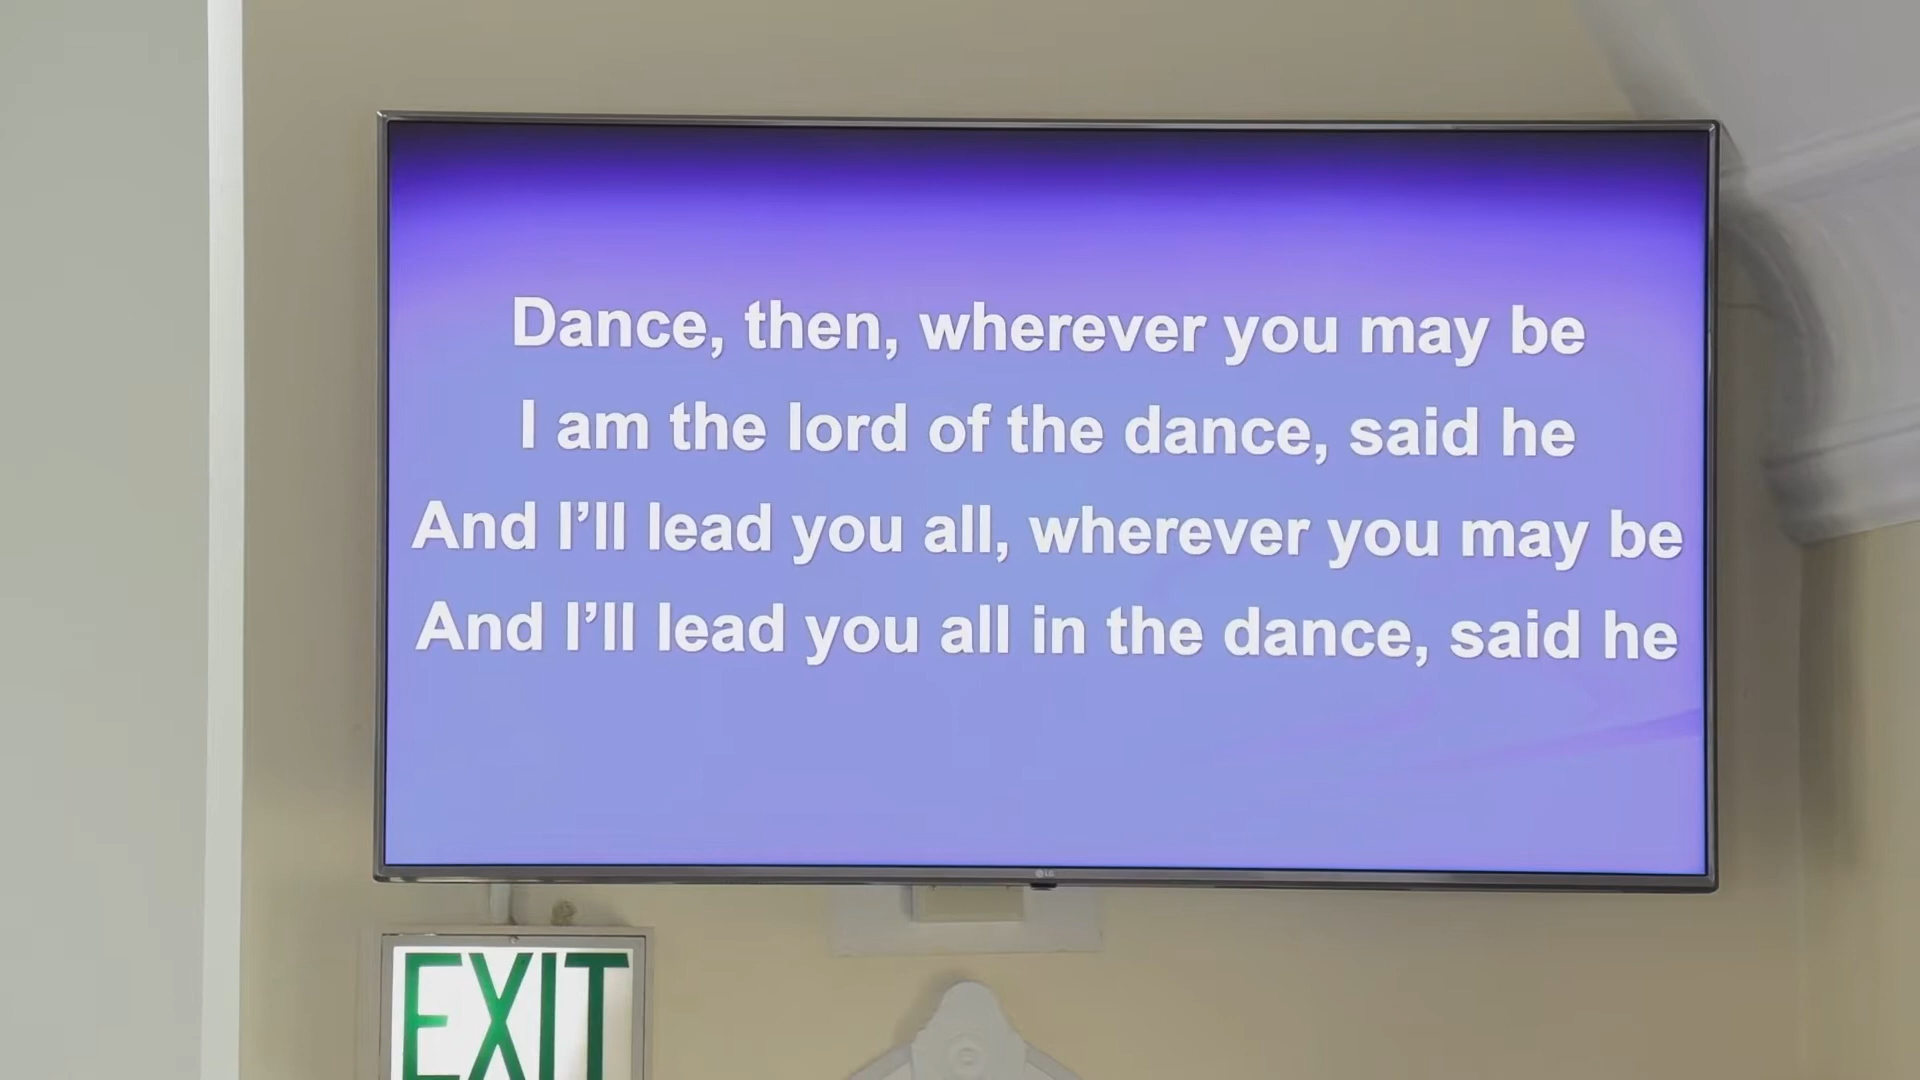 Dance, then, wherever you may be
I am the lord of the dance, said he
And I’ll lead you all, wherever you may be
And I’ll lead you all in the dance, said he
LG
EXIT